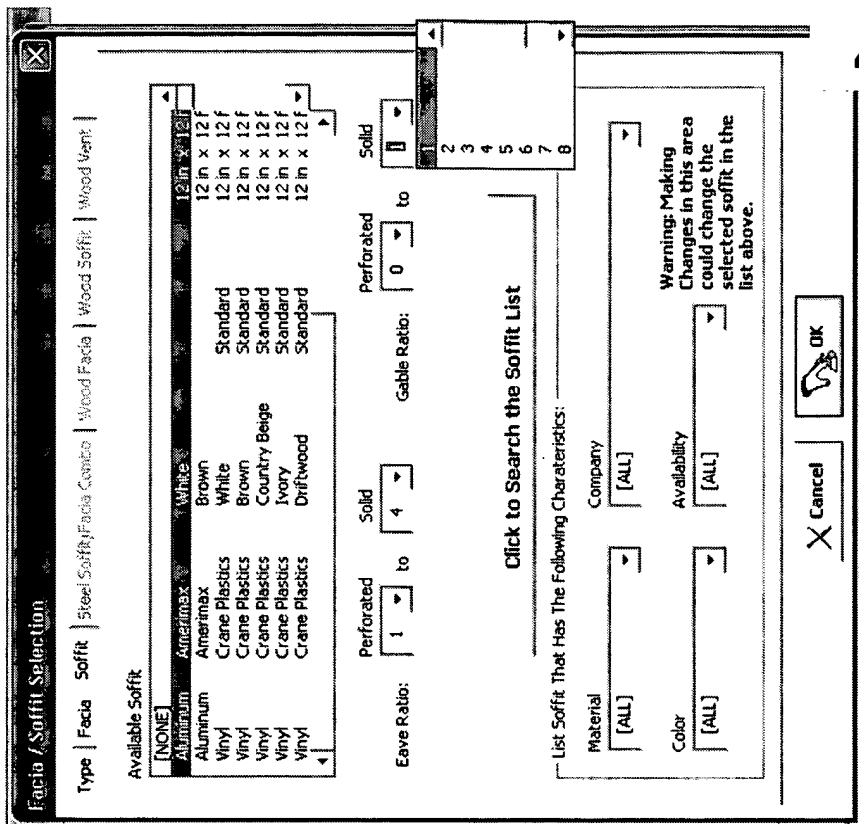 Facia / Soffit Selection
Type | Facia Soffit | Steel Soffit/Facia Combo | Wood Facia | Wood Soffit | Wood Vent |
Available Soffit
[NONE]
Aluminum Amerimax White 12 in x 12 f
Aluminum Amerimax Brown 12 in x 12 f
Vinyl Crane Plastics White Standard 12 in x 12 f
Vinyl Crane Plastics Brown Standard 12 in x 12 f
Vinyl Crane Plastics Country Beige Standard 12 in x 12 f
Vinyl Crane Plastics Ivory Standard 12 in x 12 f
Vinyl Crane Plastics Driftwood Standard 12 in x 12 f
Perforated Solid Perforated Solid
Eave Ratio: 1 to 4 Gable Ratio: 0 to 1
1
2
3
4
5
6
7
8
Click to Search the Soffit List
List Soffit That Has The Following Charateristics:
Material Company
[ALL] [ALL]
Color Availability
[ALL] [ALL]
Warning: Making
Changes in this area
could change the
selected soffit in the
list above.
X Cancel OK